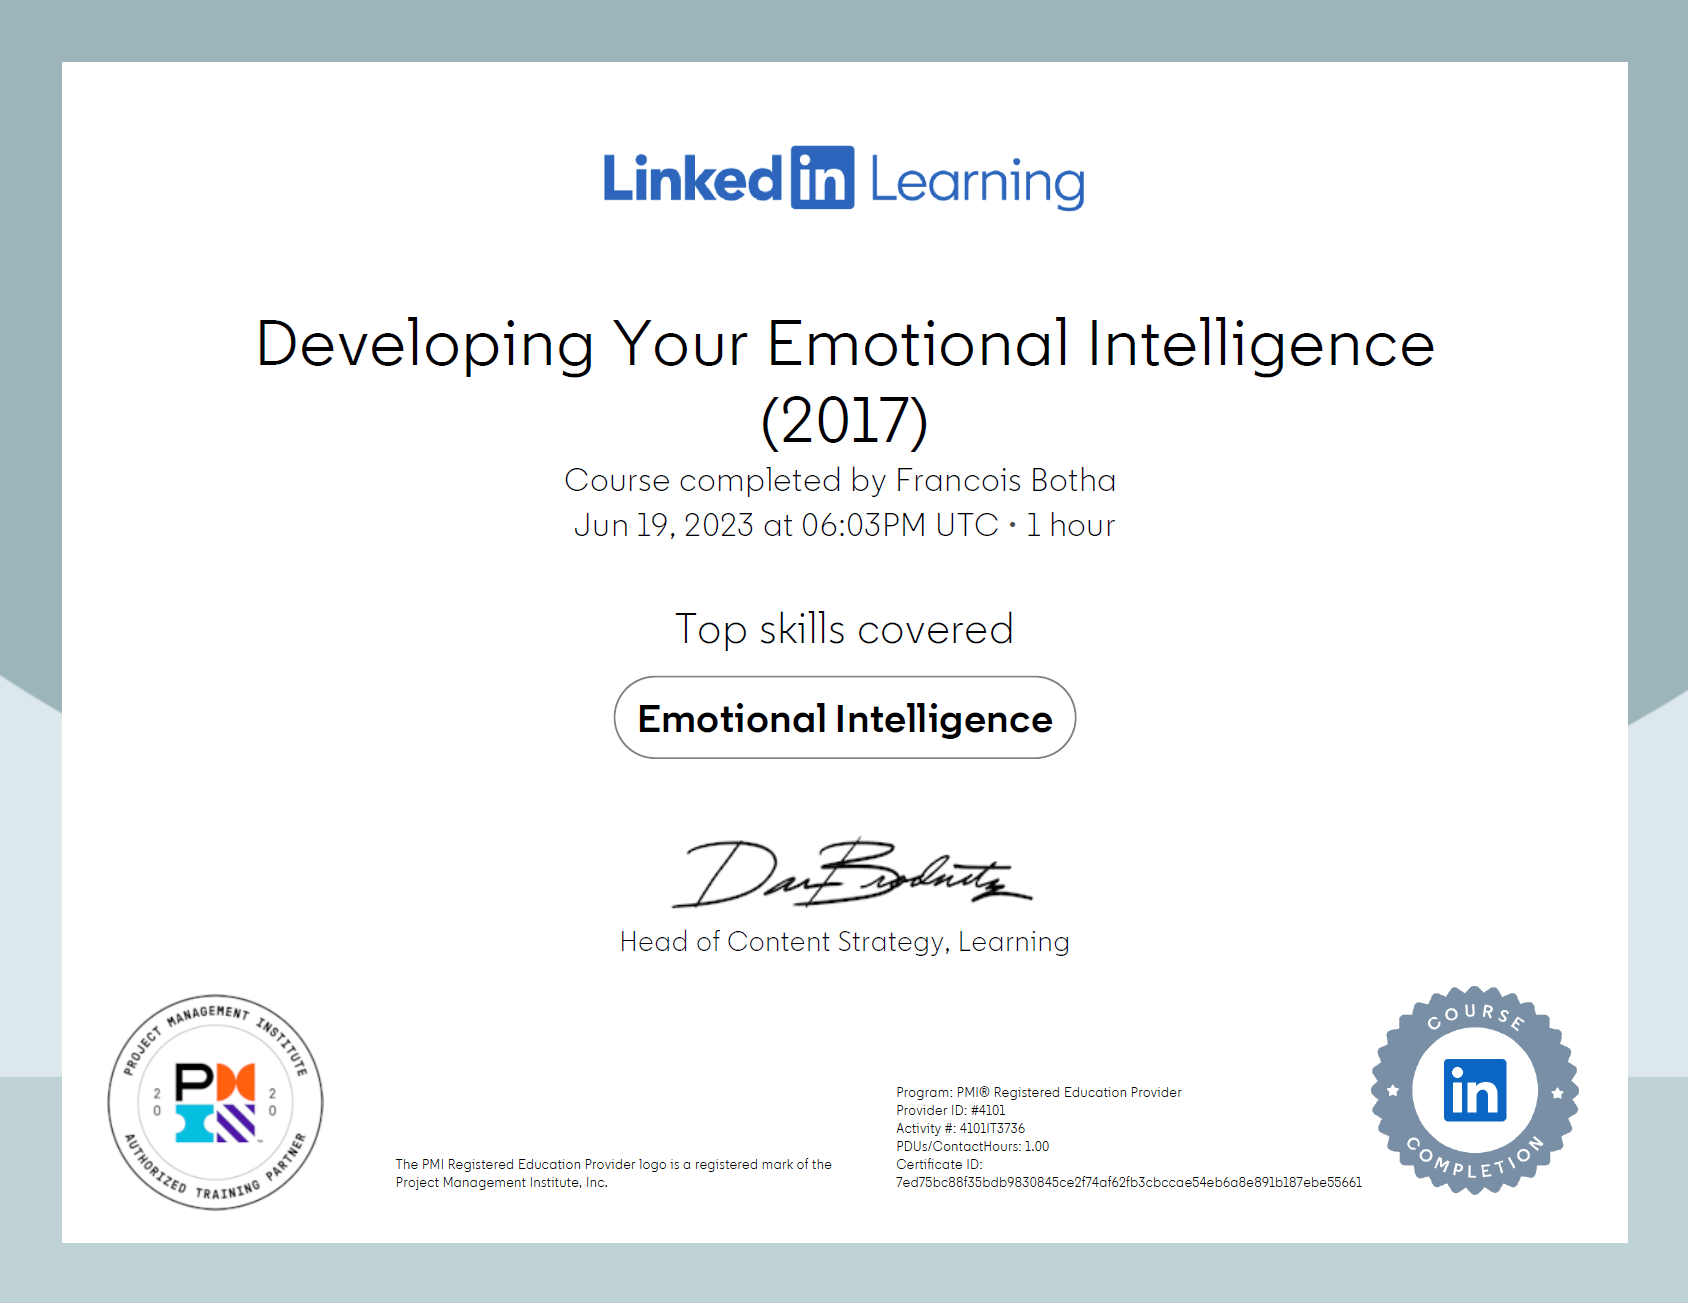 LinkedIn Learning
Developing Your Emotional Intelligence
(2017)
Course completed by Francois Botha
Jun 19, 2023 at 06:03PM UTC • 1 hour
Top skills covered
Emotional Intelligence
Dan Brodnitz
Head of Content Strategy, Learning
PROJECT MANAGEMENT INSTITUTE
2020
PM
AUTHORIZED TRAINING PARTNER
The PMI Registered Education Provider logo is a registered mark of the
Project Management Institute, Inc.
Program: PMI® Registered Education Provider
Provider ID: #4101
Activity #: 4101IT3736
PDUs/ContactHours: 1.00
Certificate ID:
7ed75bc88f35bdb9830845ce2f74af62fb3cbccae54eb6a8e891b187ebe55661
COURSE
in
COMPLETION